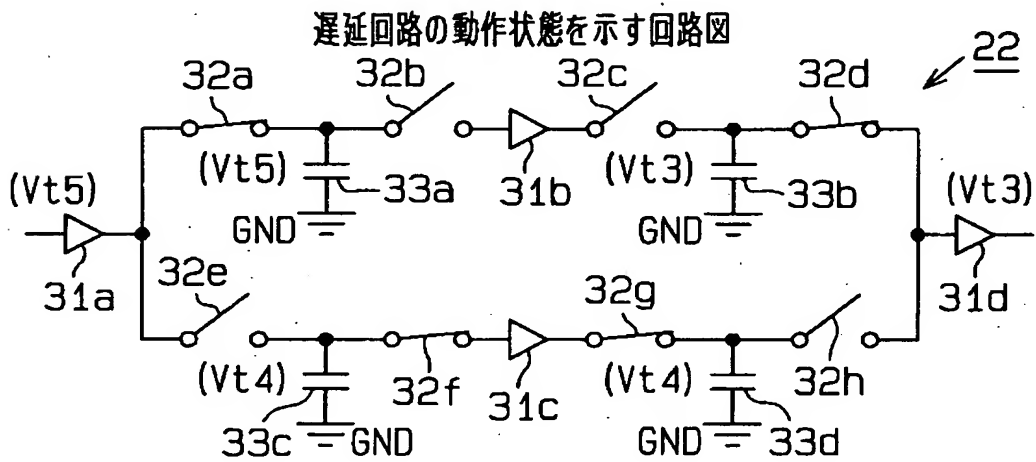 遅延回路の動作状態を示す回路図
22
32a
32b
32c
32d
(Vt5)
(Vt5)
33a
31b
(Vt3)
33b
(Vt3)
GND
GND
31a
32e
32g
31d
(Vt4)
32f
31c
(Vt4)
32h
33c
GND
GND
33d